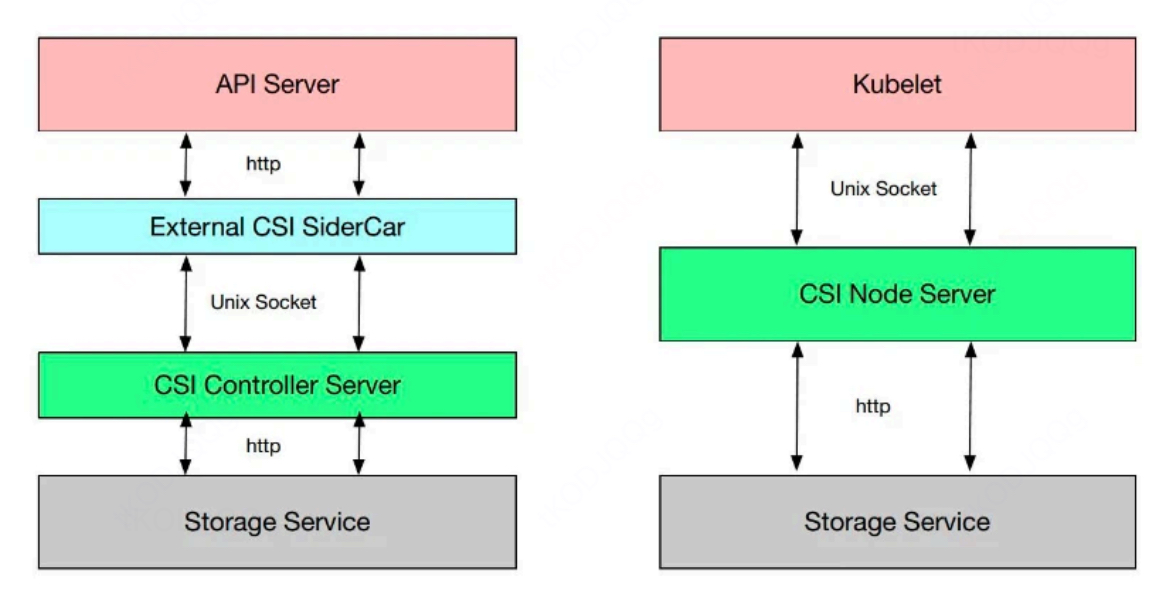 API Server
http
External CSI SiderCar
Unix Socket
CSI Controller Server
http
Storage Service
Kubelet
Unix Socket
CSI Node Server
http
Storage Service